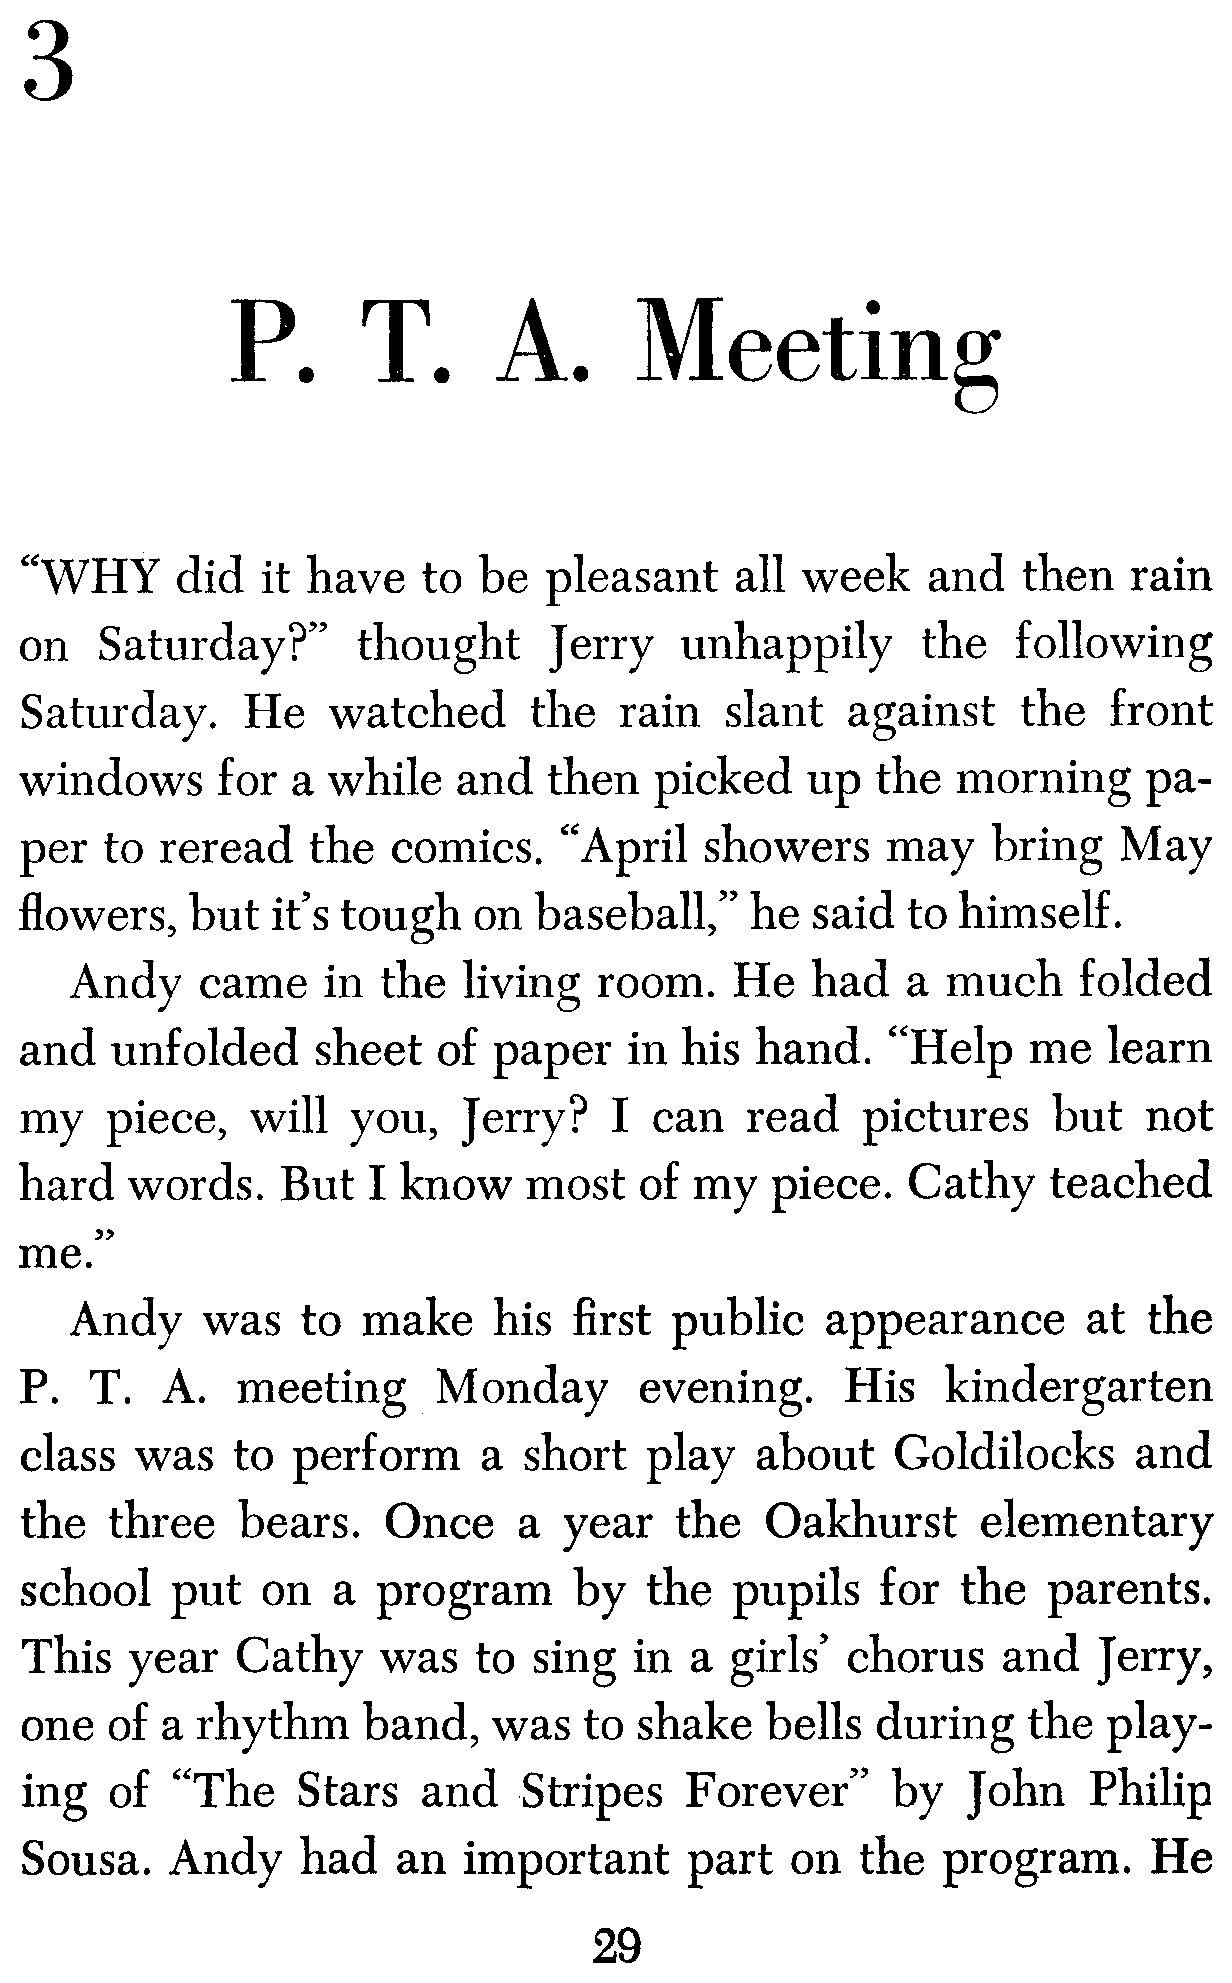 3
P. T. A. Meeting
“WHY did it have to be pleasant all week and then rain
on Saturday?” thought Jerry unhappily the following
Saturday. He watched the rain slant against the front
windows for a while and then picked up the morning pa-
per to reread the comics. “April showers may bring May
flowers, but it’s tough on baseball,” he said to himself.
Andy came in the living room. He had a much folded
and unfolded sheet of paper in his hand. “Help me learn
my piece, will you, Jerry? I can read pictures but not
hard words. But I know most of my piece. Cathy teached
me.”
Andy was to make his first public appearance at the
P. T. A. meeting Monday evening. His kindergarten
class was to perform a short play about Goldilocks and
the three bears. Once a year the Oakhurst elementary
school put on a program by the pupils for the parents.
This year Cathy was to sing in a girls’ chorus and Jerry,
one of a rhythm band, was to shake bells during the play-
ing of “The Stars and Stripes Forever” by John Philip
Sousa. Andy had an important part on the program. He
29